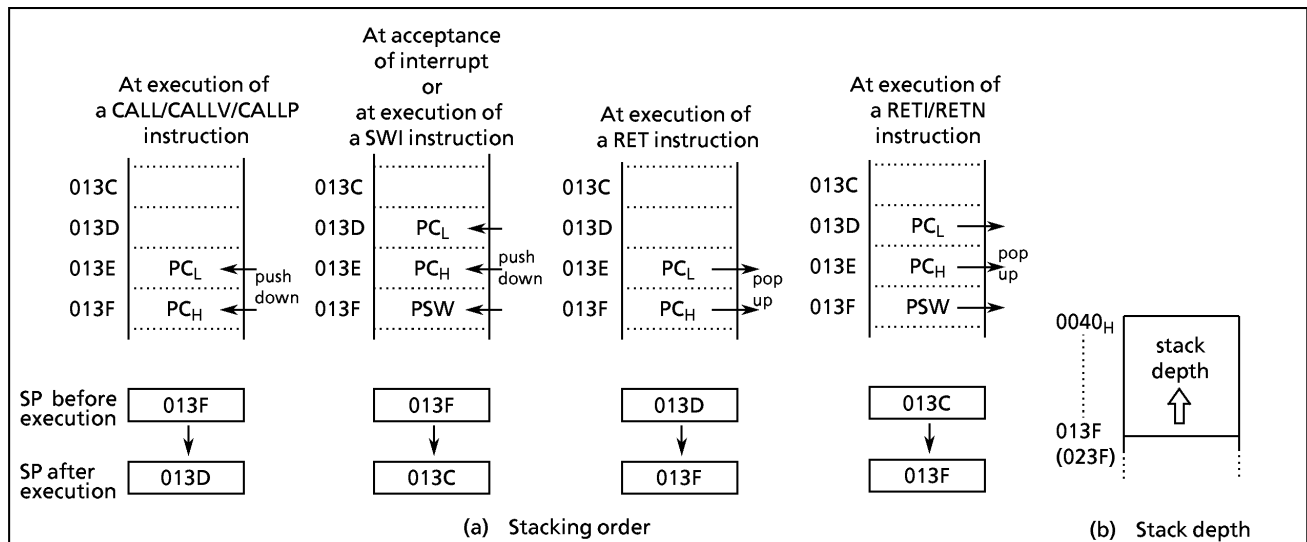 At execution of
a CALL/CALLV/CALLP
instruction
013C
013D
013E PCL push
down
013F PCH
At acceptance
of interrupt
or
at execution of
a SWI instruction
013C
013D PCL
013E PCH push
down
013F PSW
At execution of
a RET instruction
013C
013D
013E PCL
013F PCH pop
up
At execution of
a RETI/RETN
instruction
013C
013D PCL
013E PCH pop
up
013F PSW
SP before
execution
013F 013F 013D 013C
SP after
execution
013D 013C 013F 013F
(a) Stacking order
0040H
stack
depth
013F
(023F)
(b) Stack depth